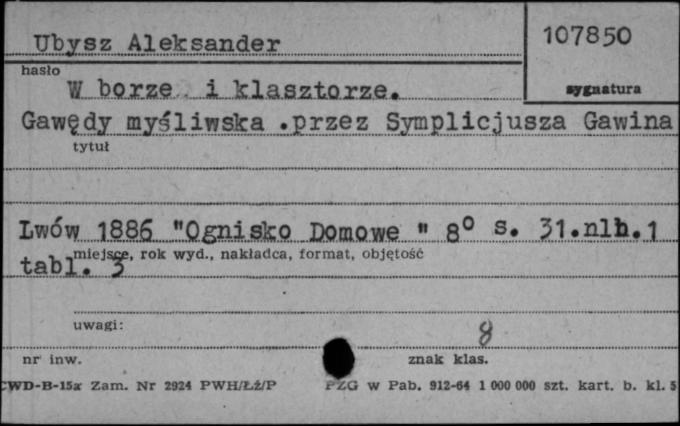 Ubysz Aleksander
107850
hasło
sygnatura
W borze i klasztorze.
Gawędy myśliwska .przez Symplicjusza Gawina
tytuł
Lwów 1886 "Ognisko Domowe " 8º s. 31.nlb.1
miejsce, rok wyd., nakładca, format, objętość
tabl. 3
uwagi:
8
nr inw.
znak klas.
CWD-B-15a Zam. Nr 2924 PWH/Łź/P PZG w Pab. 912-64 1 000 000 szt. kart. b. kl. 5